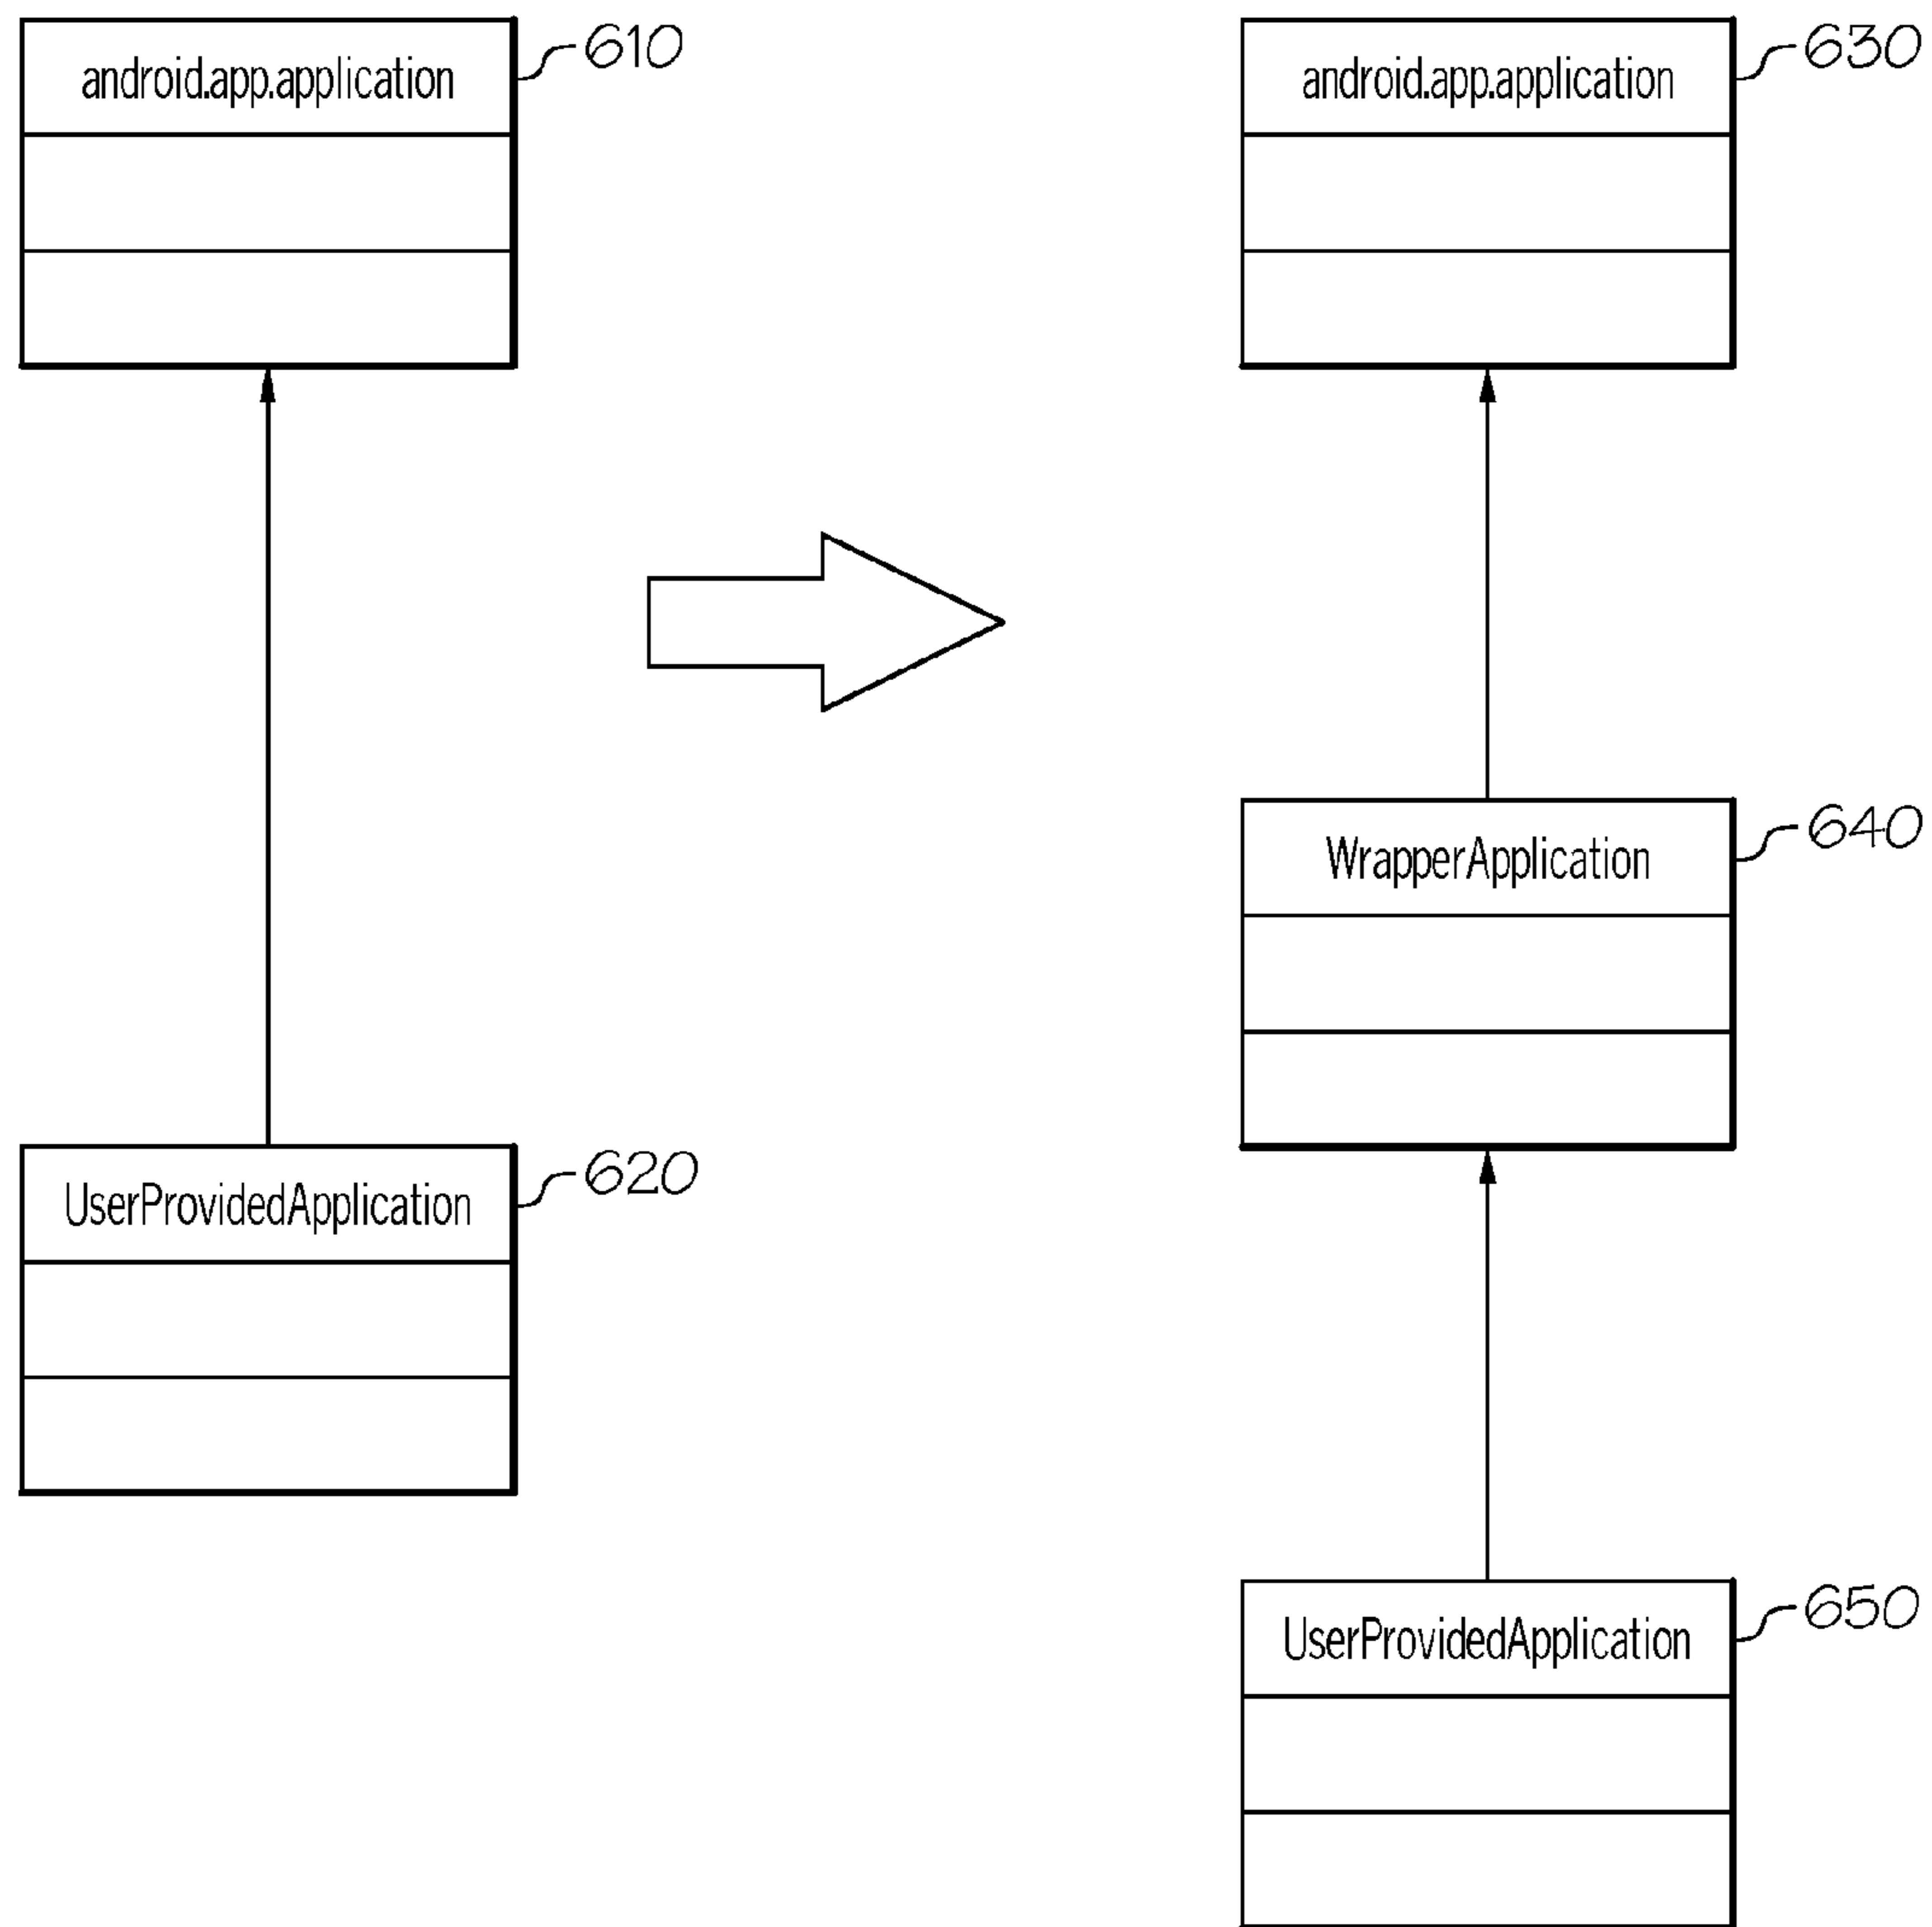 android.app.application
610
UserProvidedApplication
620
android.app.application
630
WrapperApplication
640
UserProvidedApplication
650